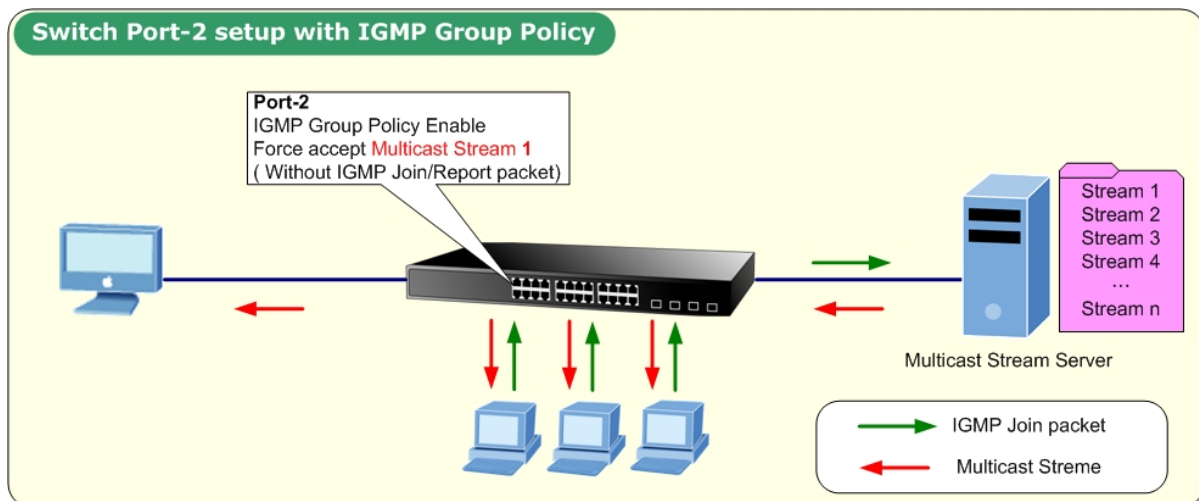 Switch Port-2 setup with IGMP Group Policy
Port-2
IGMP Group Policy Enable
Force accept Multicast Stream 1
( Without IGMP Join/Report packet)
Stream 1
Stream 2
Stream 3
Stream 4
...
Stream n
Multicast Stream Server
IGMP Join packet
Multicast Streme